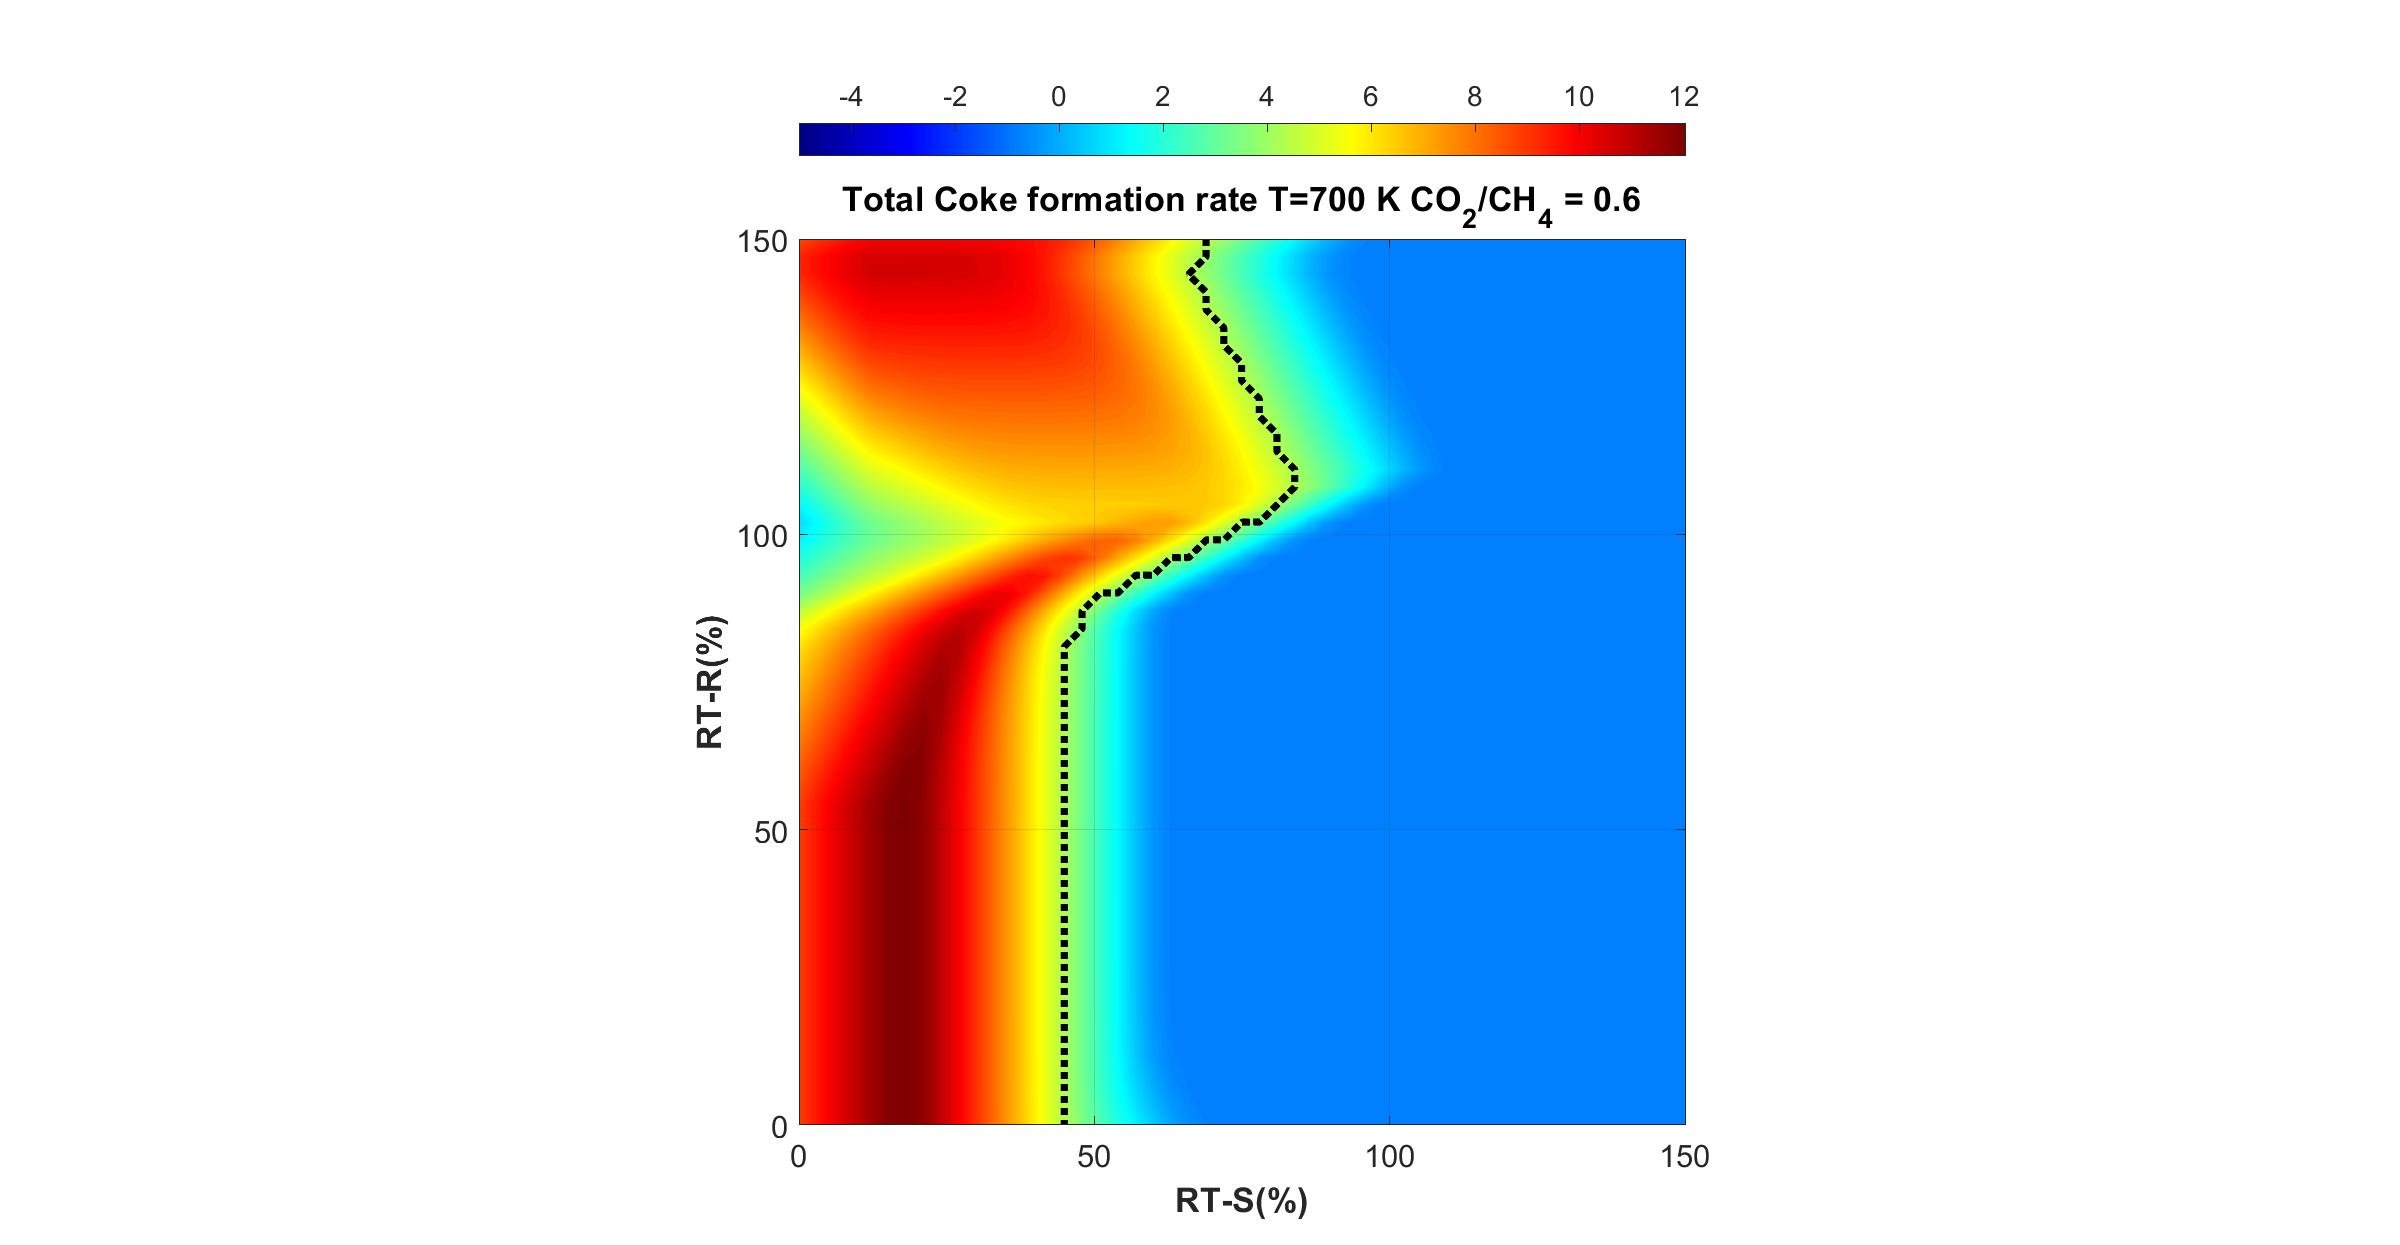 -4 -2 0 2 4 6 8 10 12
Total Coke formation rate T=700 K CO₂/CH₄ = 0.6
150
100
50
0
RT-R(%)
0 50 100 150
RT-S(%)